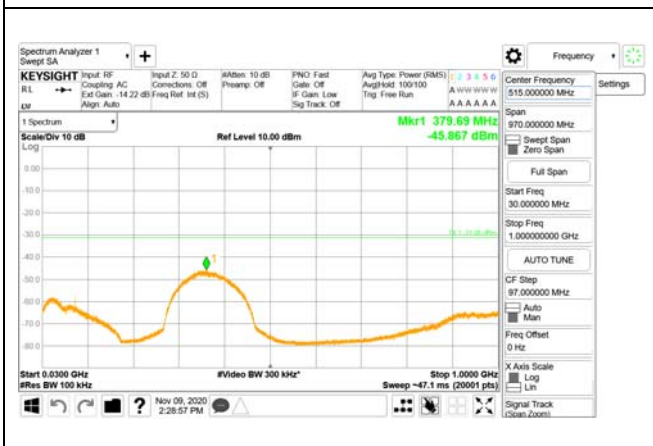 Spectrum Analyzer 1
Swept SA
+
Frequency
KEYSIGHT
Input: RF
Input Z: 50 Ω
#Atten: 10 dB
PNO: Fast
Avg Type: Power (RMS)
1 2 3 4 5 6
RL
Coupling: AC
Corrections: Off
Preamp: Off
Gate: Off
Avg|Hold: 100/100
A W W W W W
Ext Gain: -14.22 dB
Freq Ref: Int (S)
IF Gain: Low
Trig: Free Run
Align: Auto
Sig Track: Off
A A A A A A
Center Frequency
515.000000 MHz
Settings
1 Spectrum
Mkr1 379.69 MHz
Scale/Div 10 dB
Ref Level 10.00 dBm
-45.867 dBm
Log
Span
970.000000 MHz
Swept Span
Zero Span
Full Span
0.00
-10.0
-20.0
-30.0
-40.0
-50.0
-60.0
-70.0
-80.0
1
Start Freq
30.000000 MHz
Stop Freq
1.000000000 GHz
AUTO TUNE
CF Step
97.000000 MHz
Auto
Man
Freq Offset
0 Hz
X Axis Scale
Log
Lin
Signal Track
(Span Zoom)
Start 0.0300 GHz
#Video BW 300 kHz*
Stop 1.0000 GHz
#Res BW 100 kHz
Sweep ~47.1 ms (20001 pts)
?
Nov 09, 2020
2:28:57 PM